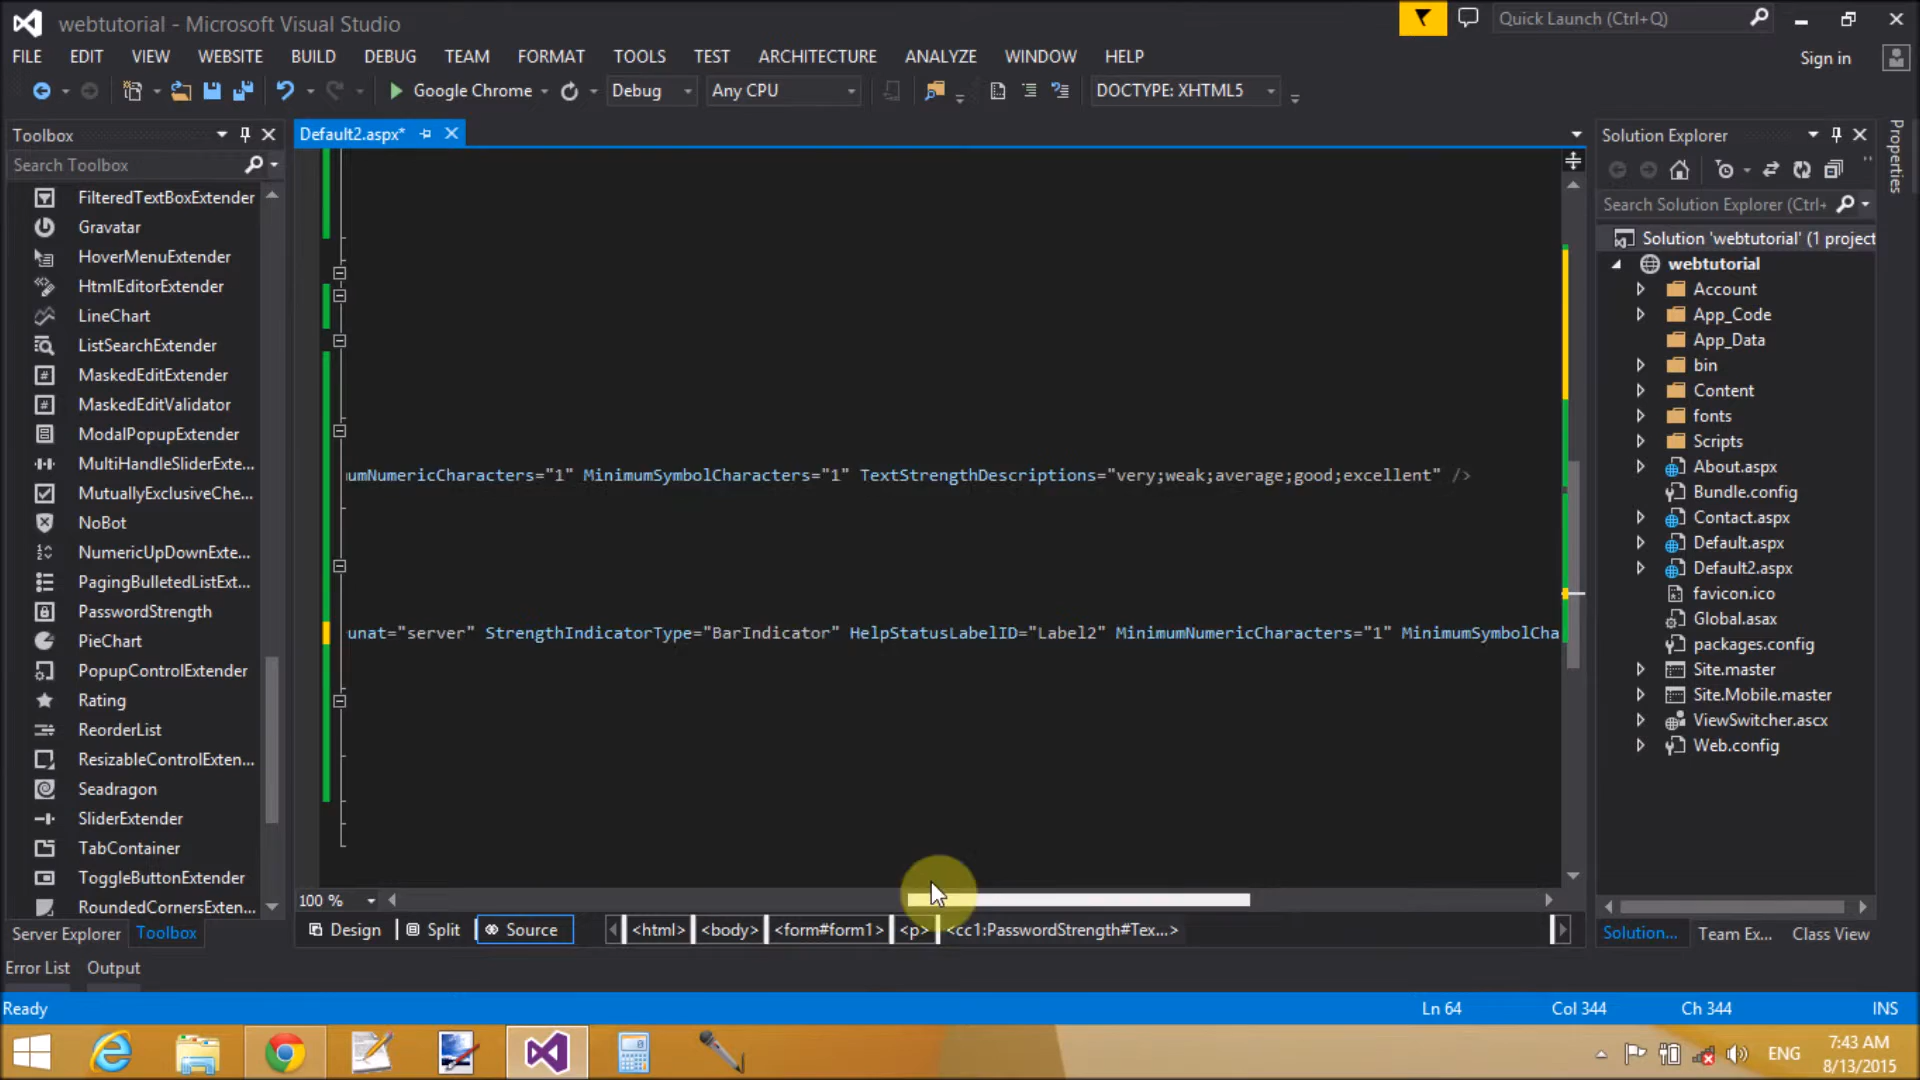 webtutorial - Microsoft Visual Studio
Quick Launch (Ctrl+Q)
FILE EDIT VIEW WEBSITE BUILD DEBUG TEAM FORMAT TOOLS TEST ARCHITECTURE ANALYZE WINDOW HELP
Sign in
Google Chrome Debug Any CPU DOCTYPE: XHTML5
Toolbox
Search Toolbox
FilteredTextBoxExtender
Gravatar
HoverMenuExtender
HtmlEditorExtender
LineChart
ListSearchExtender
MaskedEditExtender
MaskedEditValidator
ModalPopupExtender
MultiHandleSliderExte...
MutuallyExclusiveChe...
NoBot
NumericUpDownExte...
PagingBulletedListExt...
PasswordStrength
PieChart
PopupControlExtender
Rating
ReorderList
ResizableControlExten...
Seadragon
SliderExtender
TabContainer
ToggleButtonExtender
RoundedCornersExten...
Server Explorer Toolbox
Default2.aspx*
umNumericCharacters="1" MinimumSymbolCharacters="1" TextStrengthDescriptions="very;weak;average;good;excellent" />
unat="server" StrengthIndicatorType="BarIndicator" HelpStatusLabelID="Label2" MinimumNumericCharacters="1" MinimumSymbolCha
100 %
Design Split Source <html> <body> <form#form1> <p> <cc1:PasswordStrength#Tex...>
Solution Explorer
Search Solution Explorer (Ctrl+
Solution 'webtutorial' (1 project
webtutorial
Account
App_Code
App_Data
bin
Content
fonts
Scripts
About.aspx
Bundle.config
Contact.aspx
Default.aspx
Default2.aspx
favicon.ico
Global.asax
packages.config
Site.master
Site.Mobile.master
ViewSwitcher.ascx
Web.config
Solution... Team Ex... Class View
Properties
Error List Output
Ready Ln 64 Col 344 Ch 344 INS
ENG
7:43 AM
8/13/2015